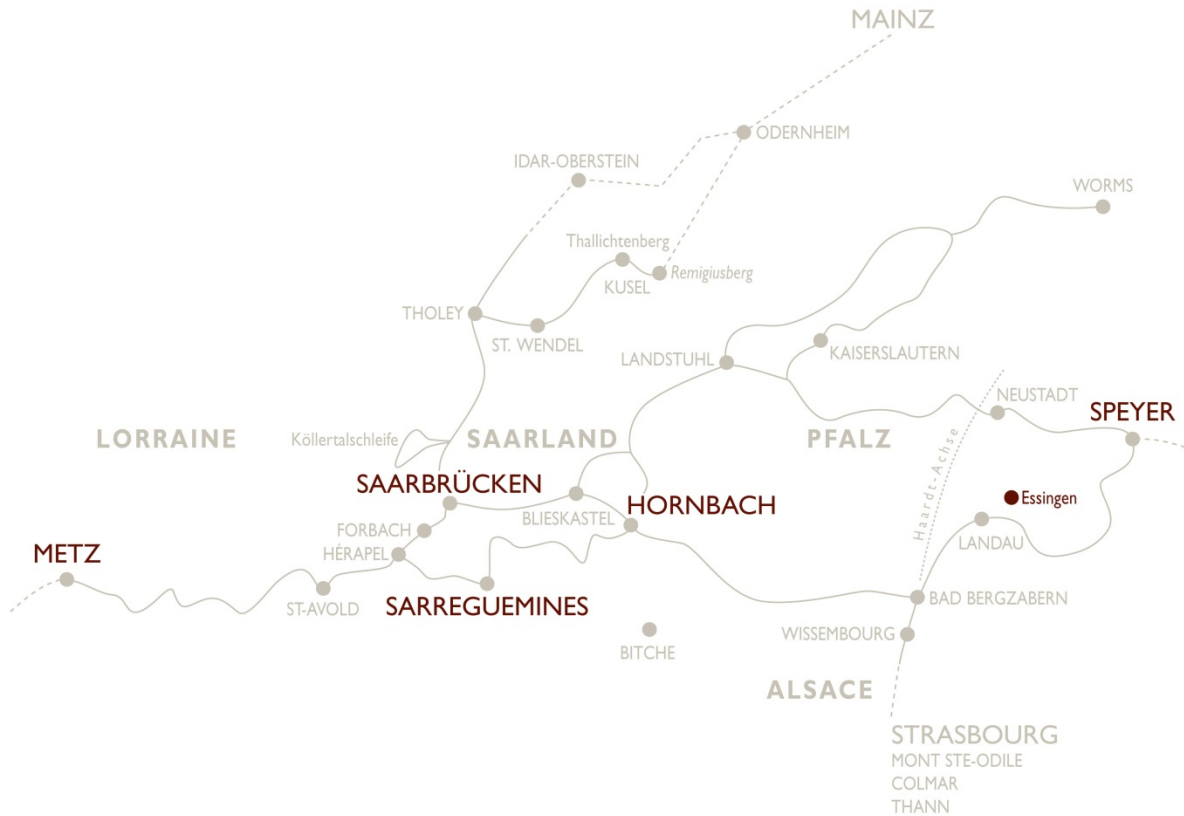 MAINZ
ODERNHEIM
IDAR-OBERSTEIN
WORMS
Thallichtenberg
Remigiusberg
KUSEL
THOLEY
ST. WENDEL
LANDSTUHL
KAISERSLAUTERN
NEUSTADT
SPEYER
LORRAINE
Köllertalschleife
SAARLAND
PFALZ
Haardt-Achse
SAARBRÜCKEN
HORNBACH
Essingen
BLIESKASTEL
FORBACH
LANDAU
METZ
HÉRAPEL
ST-AVOLD
SARREGUEMINES
BAD BERGZABERN
WISSEMBOURG
BITCHE
ALSACE
STRASBOURG
MONT STE-ODILE
COLMAR
THANN